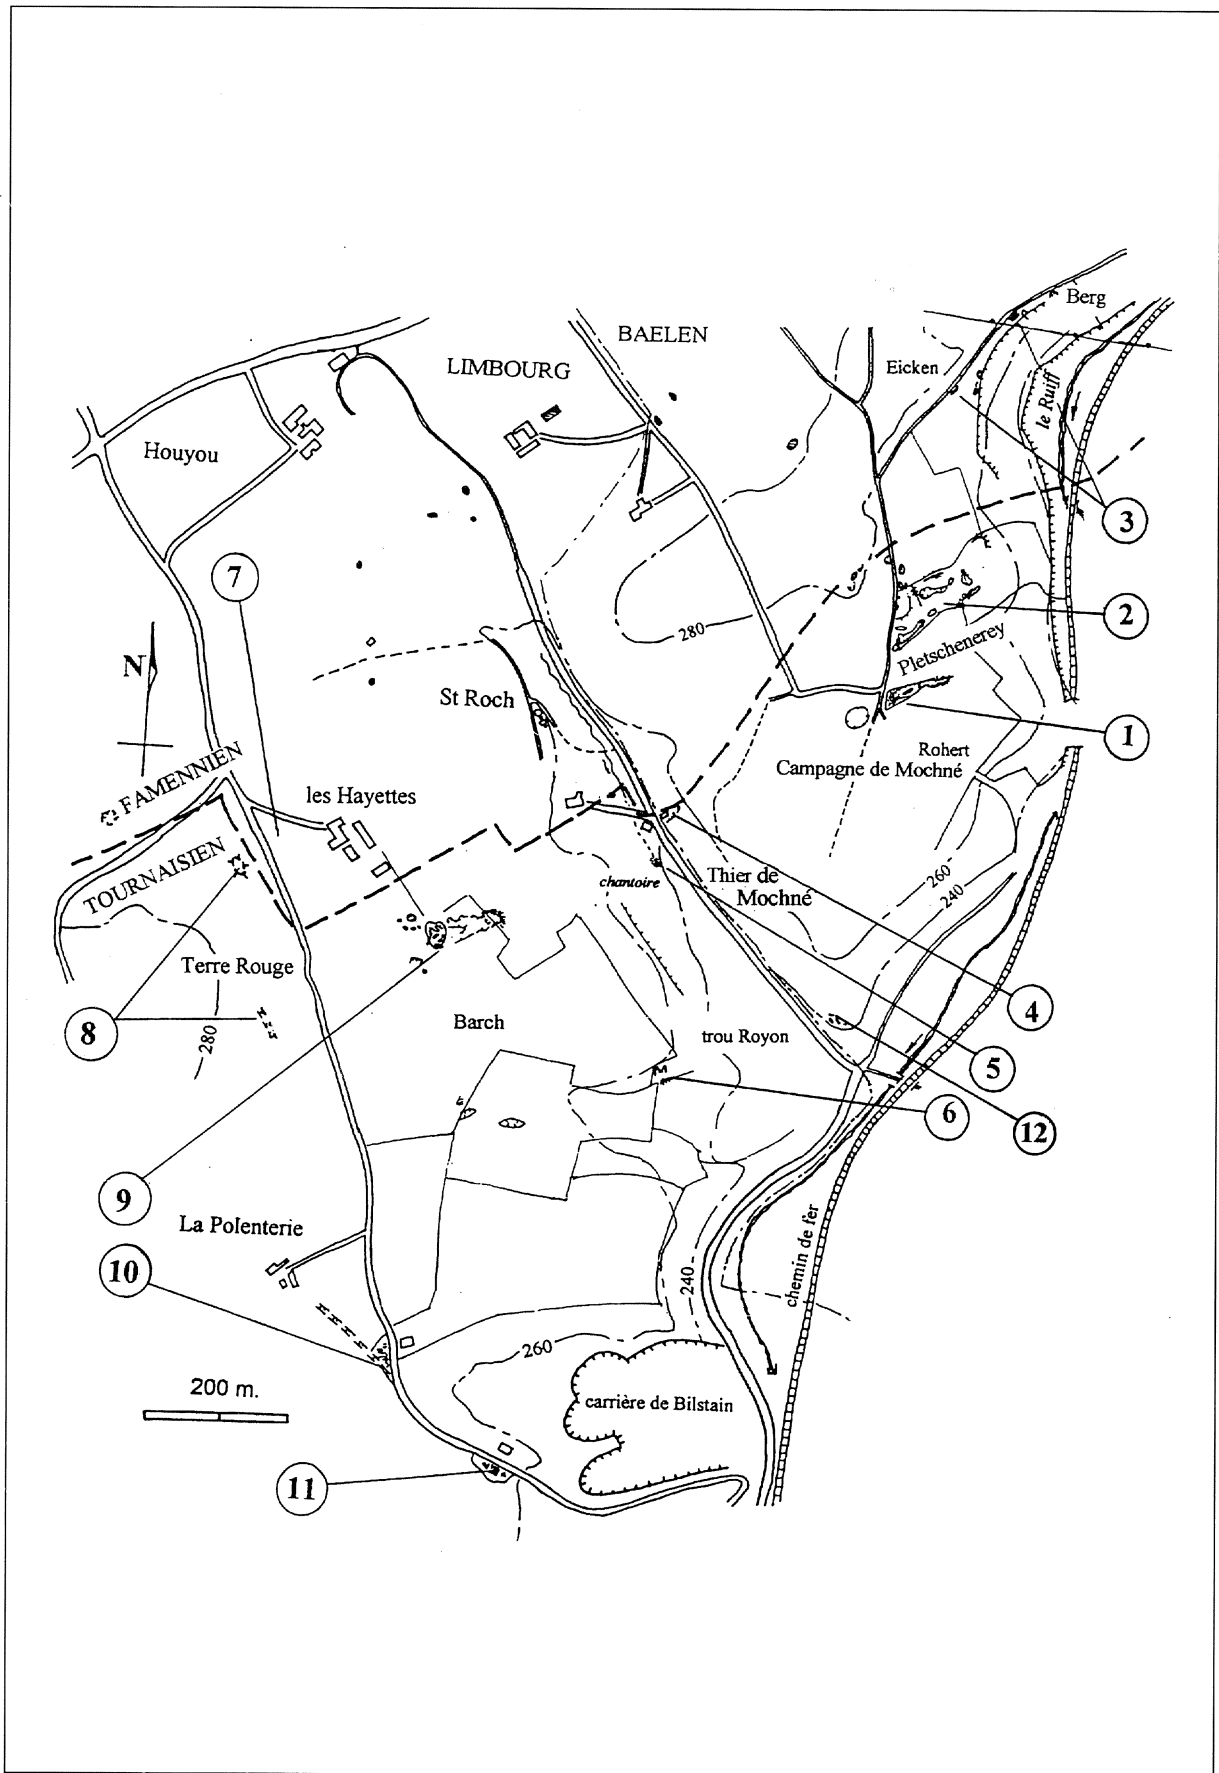 Berg
BAELEN
LIMBOURG
Eicken
le Ruiff
Houyou
3
7
2
280
Pletschenerey
N
St Roch
1
Rohert
Campagne de Mochné
FAMENNIEN
les Hayettes
TOURNAISIEN
chantoire
Thier de
Mochné
260
240
Terre Rouge
4
8
280
Barch
trou Royon
5
6
12
9
La Polenterie
10
240
chemin de fer
260
200 m.
carrière de Bilstain
11